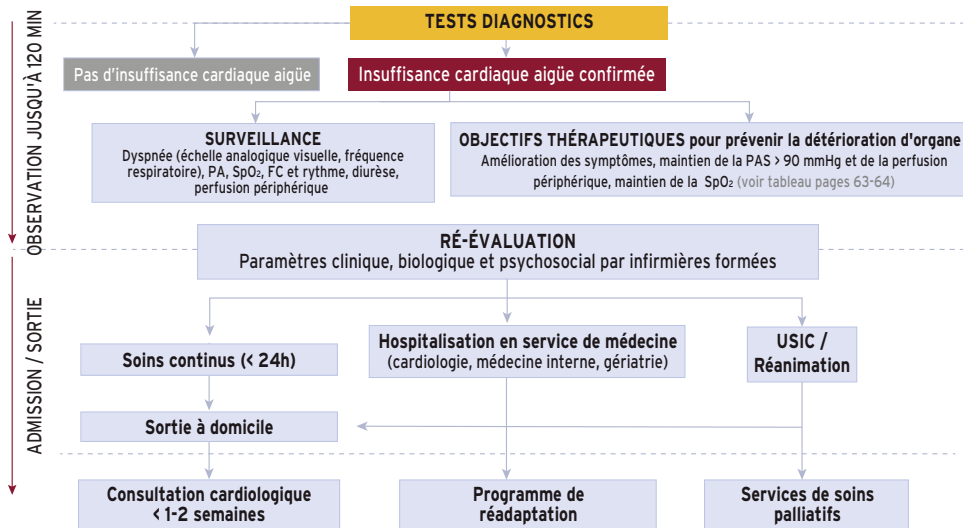 TESTS DIAGNOSTICS
Pas d'insuffisance cardiaque aigüe
Insuffisance cardiaque aigüe confirmée
OBSERVATION JUSQU'À 120 MIN
SURVEILLANCE
Dyspnée (échelle analogique visuelle, fréquence
respiratoire), PA, SpO₂, FC et rythme, diurèse,
perfusion périphérique
OBJECTIFS THÉRAPEUTIQUES pour prévenir la détérioration d'organe
Amélioration des symptômes, maintien de la PAS > 90 mmHg et de la perfusion
périphérique, maintien de la SpO₂ (voir tableau pages 63-64)
RÉ-ÉVALUATION
Paramètres clinique, biologique et psychosocial par infirmières formées
ADMISSION / SORTIE
Soins continus (< 24h)
Hospitalisation en service de médecine
(cardiologie, médecine interne, gériatrie)
USIC /
Réanimation
Sortie à domicile
Consultation cardiologique
< 1-2 semaines
Programme de
réadaptation
Services de soins
palliatifs